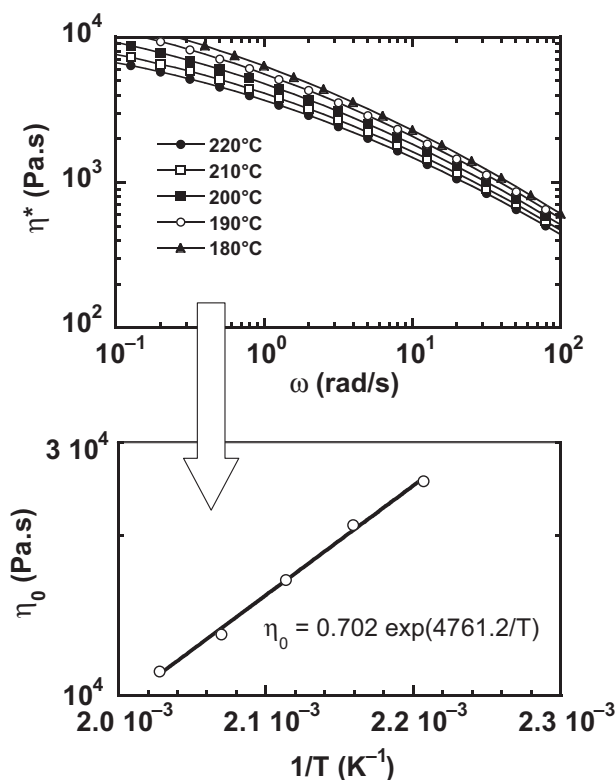 10⁴
10³
10²
η* (Pa.s)
220°C
210°C
200°C
190°C
180°C
10⁻¹ 10⁰ 10¹ 10²
ω (rad/s)
3 10⁴
10⁴
η₀ (Pa.s)
η₀ = 0.702 exp(4761.2/T)
2.0 10⁻³ 2.1 10⁻³ 2.2 10⁻³ 2.3 10⁻³
1/T (K⁻¹)